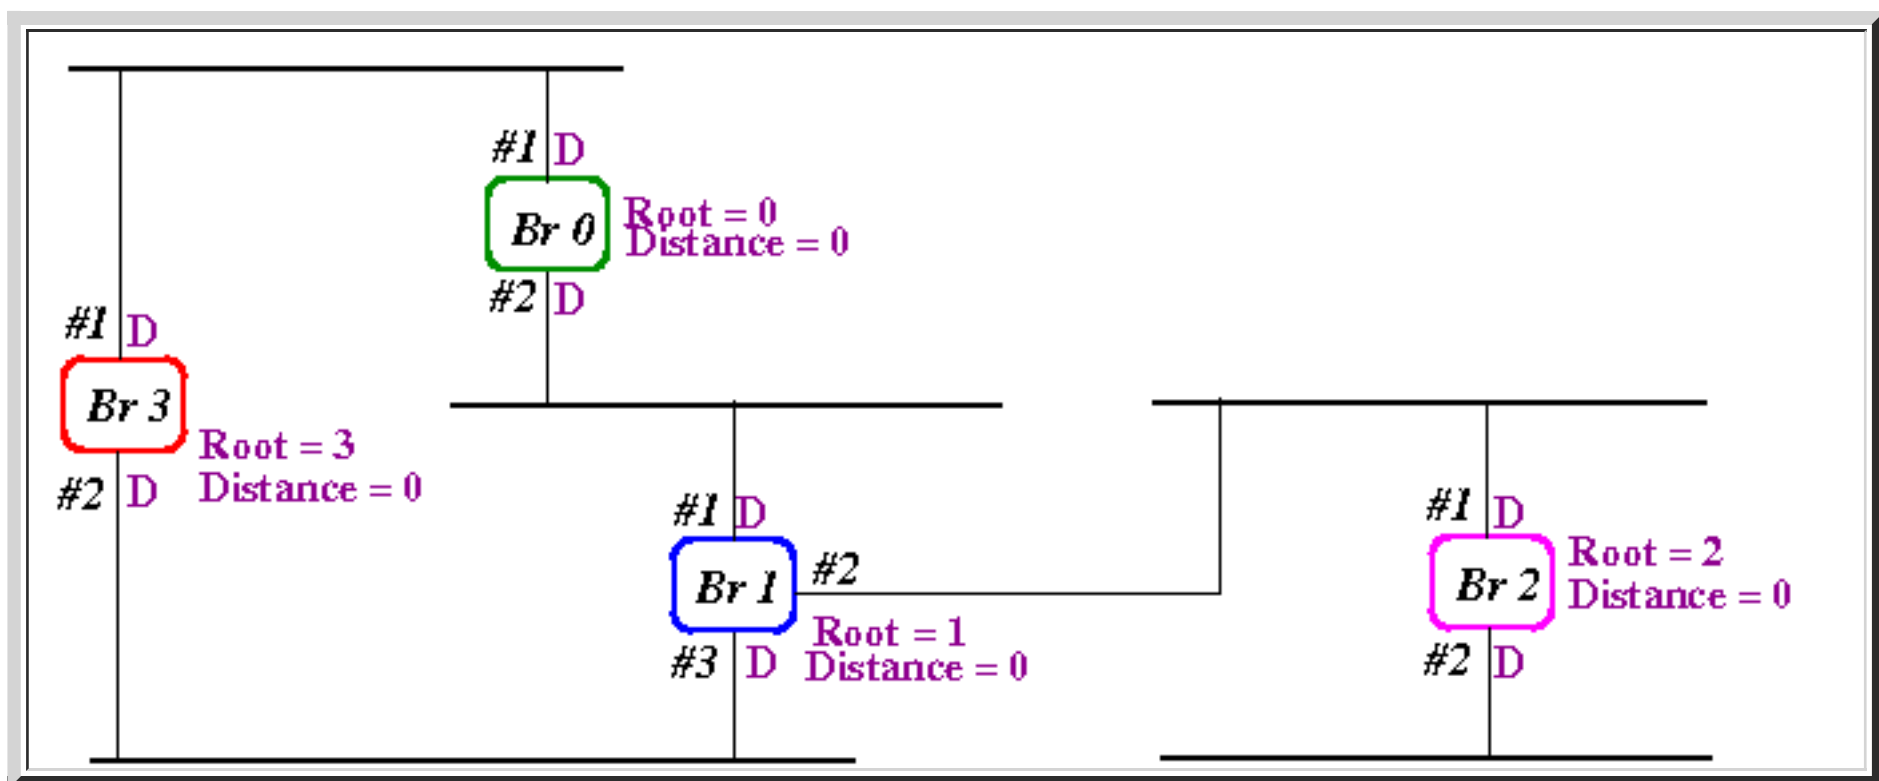 #1 D
Br 0
Root = 0
Distance = 0
#2 D
#1 D
Br 3
Root = 3
Distance = 0
#2 D
#1 D
Br 1
#2
Root = 1
Distance = 0
#3 D
#1 D
Br 2
Root = 2
Distance = 0
#2 D